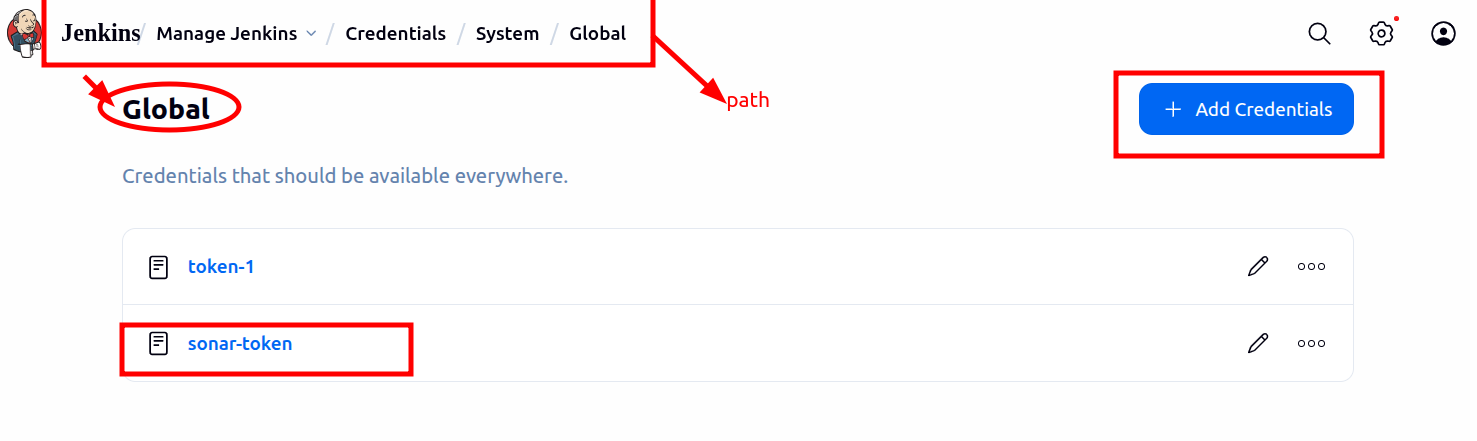 Jenkins / Manage Jenkins / Credentials / System / Global
path
Global
+ Add Credentials
Credentials that should be available everywhere.
token-1
sonar-token